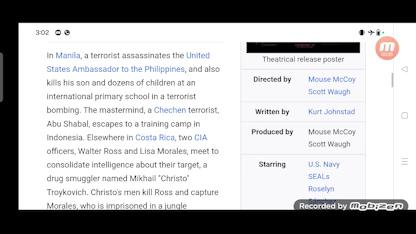 3:02
In Manila, a terrorist assassinates the United
States Ambassador to the Philippines, and also
kills his son and dozens of children at an
international primary school in a terrorist
bombing. The mastermind, a Chechen terrorist,
Abu Shabal, escapes to a training camp in
Indonesia. Elsewhere in Costa Rica, two CIA
officers, Walter Ross and Lisa Morales, meet to
consolidate intelligence about their target, a
drug smuggler named Mikhail "Christo"
Troykovich. Christo's men kill Ross and capture
Morales, who is imprisoned in a jungle
Theatrical release poster
Directed by Mouse McCoy
Scott Waugh
Written by Kurt Johnstad
Produced by Mouse McCoy
Scott Waugh
Starring U.S. Navy
SEALs
Roselyn
Recorded by MOBIZEN